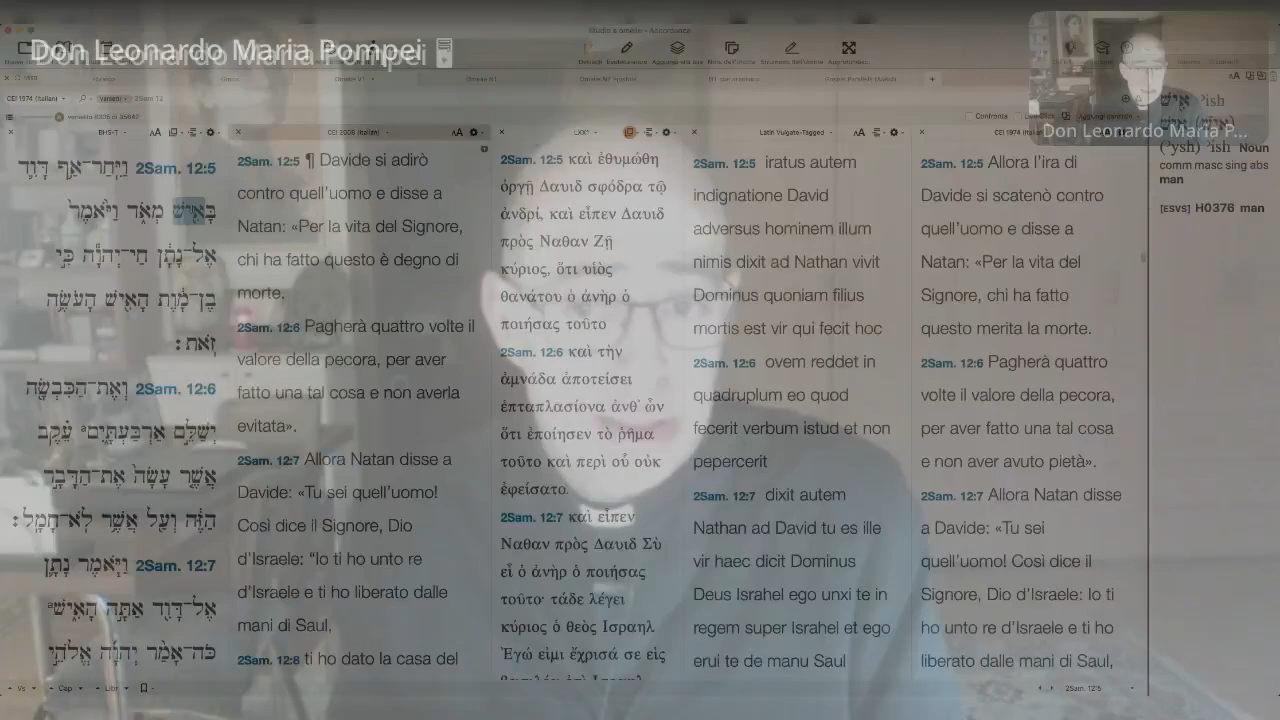 Don Leonardo Maria Pompei
Studio e omelie - Accordance
Don Leonardo Maria P...
CEI 1974 (Italian)
versetti
2Sam 12
Confronta
BHS-T
CEI 2008 (Italian)
LXX1
Latin Vulgate-Tagged
2Sam. 12:5 וַיִּֽחַר־אַ֥ף דָּוִ֛ד
בָּאִ֖ישׁ מְאֹ֑ד וַיֹּ֙אמֶר֙
אֶל־נָתָ֔ן חַי־יְהוָ֕ה כִּ֣י
בֶן־מָ֔וֶת הָאִ֖ישׁ הָעֹשֶׂ֥ה
זֹֽאת׃
2Sam. 12:6 וְאֶת־הַכִּבְשָׂ֖ה
יְשַׁלֵּ֣ם אַרְבַּעְתָּ֑יִםa עֵ֗קֶב
אֲשֶׁ֤ר עָשָׂה֙ אֶת־הַדָּבָ֣ר
הַזֶּ֔ה וְעַ֖ל אֲשֶׁ֥ר לֹֽא־חָמָֽל׃
2Sam. 12:7 וַיֹּ֧אמֶר נָתָ֛ן
אֶל־דָּוִ֖ד אַתָּ֣ה הָאִ֑ישׁa
כֹּה־אָמַ֨ר יְהוָ֜ה אֱלֹהֵ֣י
2Sam. 12:5 ¶ Davide si adirò
contro quell’uomo e disse a
Natan: «Per la vita del Signore,
chi ha fatto questo è degno di
morte.
2Sam. 12:6 Pagherà quattro volte il
valore della pecora, per aver
fatto una tal cosa e non averla
evitata».
2Sam. 12:7 Allora Natan disse a
Davide: «Tu sei quell’uomo!
Così dice il Signore, Dio
d’Israele: “Io ti ho unto re
d’Israele e ti ho liberato dalle
mani di Saul,
2Sam. 12:8 ti ho dato la casa del
2Sam. 12:5 καὶ ἐθυμώθη
ὀργῇ Δαυιδ σφόδρα τῷ
ἀνδρί, καὶ εἶπεν Δαυιδ
πρὸς Ναθαν Ζῇ
κύριος, ὅτι υἱὸς
θανάτου ὁ ἀνὴρ ὁ
ποιήσας τοῦτο
2Sam. 12:6 καὶ τὴν
ἀμνάδα ἀποτείσει
ἑπταπλασίονα ἀνθ᾽ ὧν
ὅτι ἐποίησεν τὸ ῥῆμα
τοῦτο καὶ περὶ οὗ οὐκ
ἐφείσατο.
2Sam. 12:7 καὶ εἶπεν
Ναθαν πρὸς Δαυιδ Σὺ
εἶ ὁ ἀνὴρ ὁ ποιήσας
τοῦτο· τάδε λέγει
κύριος ὁ θεὸς Ισραηλ
Ἐγώ εἰμι ἔχρισά σε εἰς
2Sam. 12:5 iratus autem
indignatione David
adversus hominem illum
nimis dixit ad Nathan vivit
Dominus quoniam filius
mortis est vir qui fecit hoc
2Sam. 12:6 ovem reddet in
quadruplum eo quod
fecerit verbum istud et non
pepercerit
2Sam. 12:7 dixit autem
Nathan ad David tu es ille
vir haec dicit Dominus
Deus Israhel ego unxi te in
regem super Israhel et ego
erui te de manu Saul
2Sam. 12:5 Allora l’ira di
Davide si scatenò contro
quell’uomo e disse a
Natan: «Per la vita del
Signore, chi ha fatto
questo merita la morte.
2Sam. 12:6 Pagherà quattro
volte il valore della pecora,
per aver fatto una tal cosa
e non aver avuto pietà».
2Sam. 12:7 Allora Natan disse
a Davide: «Tu sei
quell’uomo! Così dice il
Signore, Dio d’Israele: Io ti
ho unto re d’Israele e ti ho
liberato dalle mani di Saul,
(ʾysh) ʾish Noun
comm masc sing abs
man
[ESVS] H0376 man
Vs
Cap
Libr
2Sam. 12:5